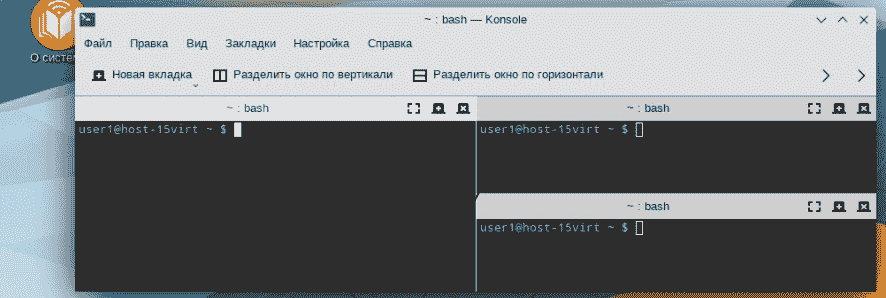 ~ : bash — Konsole
Файл Правка Вид Закладки Настройка Справка
О систем
Новая вкладка Разделить окно по вертикали Разделить окно по горизонтали
~ : bash
user1@host-15virt ~ $
~ : bash
user1@host-15virt ~ $
~ : bash
user1@host-15virt ~ $